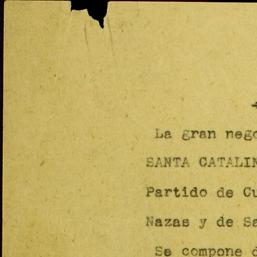 La gran nego
SANTA CATALIN
Partido de Cu
Nazas y de Sa
Se compone d